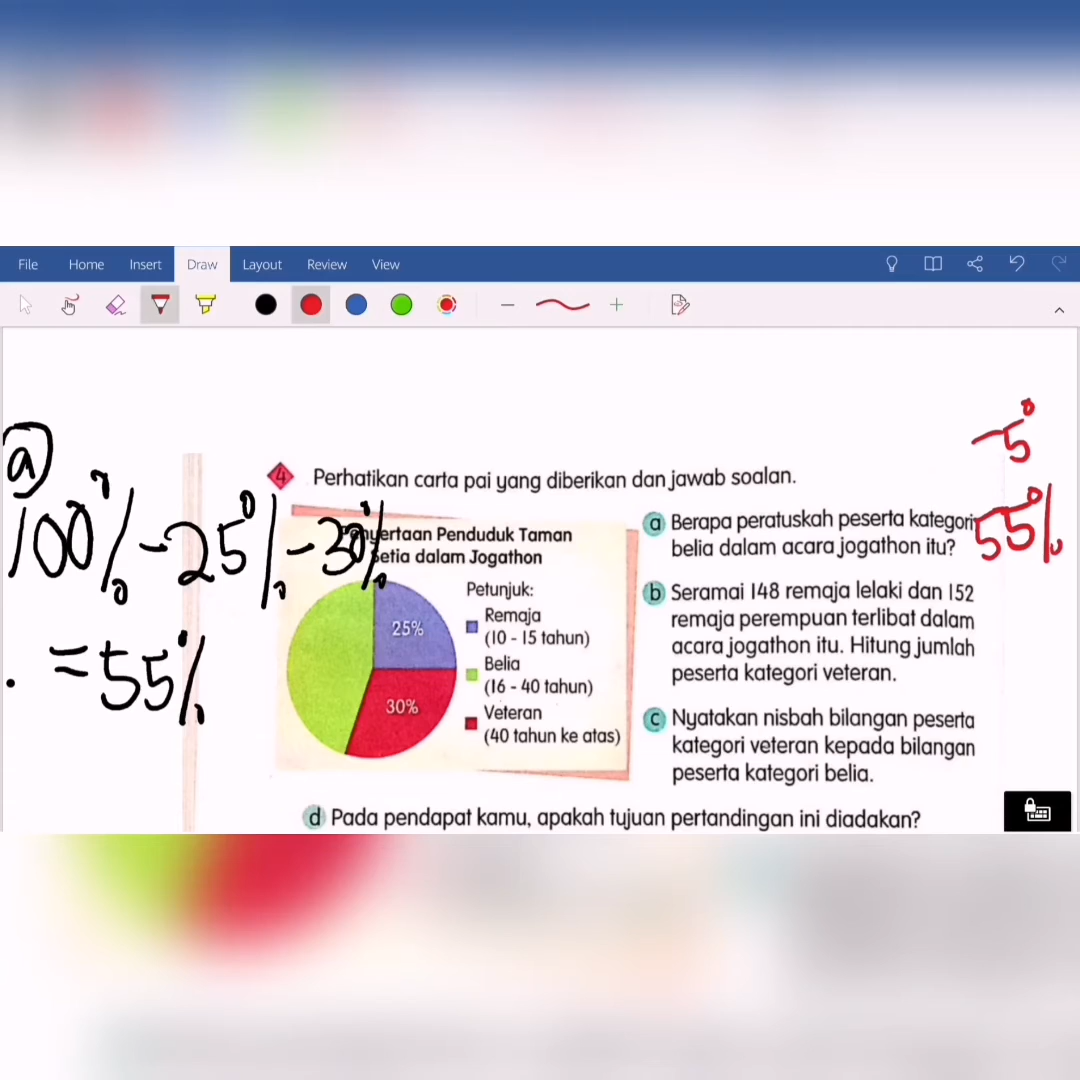 File Home Insert Draw Layout Review View
a
100% - 25% - 30%
= 55%
-5
55%
4 Perhatikan carta pai yang diberikan dan jawab soalan.
Penduduk Taman
Setia dalam Jogathon
Petunjuk:
Remaja
(10 - 15 tahun)
Belia
(16 - 40 tahun)
Veteran
(40 tahun ke atas)
25%
30%
a Berapa peratuskah peserta kategori
belia dalam acara jogathon itu?
b Seramai 148 remaja lelaki dan 152
remaja perempuan terlibat dalam
acara jogathon itu. Hitung jumlah
peserta kategori veteran.
c Nyatakan nisbah bilangan peserta
kategori veteran kepada bilangan
peserta kategori belia.
d Pada pendapat kamu, apakah tujuan pertandingan ini diadakan?